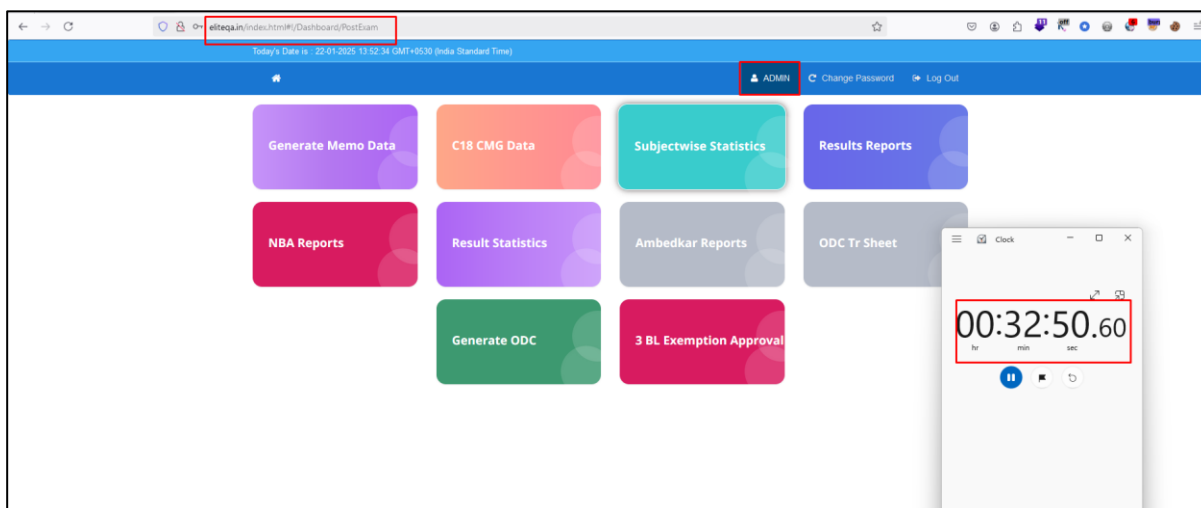 eliteqa.in/index.html#!/Dashboard/PostExam
Today's Date is : 22-01-2025 13:52:34 GMT+0530 (India Standard Time)
ADMIN Change Password Log Out
Generate Memo Data C18 CMG Data Subjectwise Statistics Results Reports
NBA Reports Result Statistics Ambedkar Reports ODC Tr Sheet
Clock
00:32:50.60
hr min sec
Generate ODC 3 BL Exemption Approval